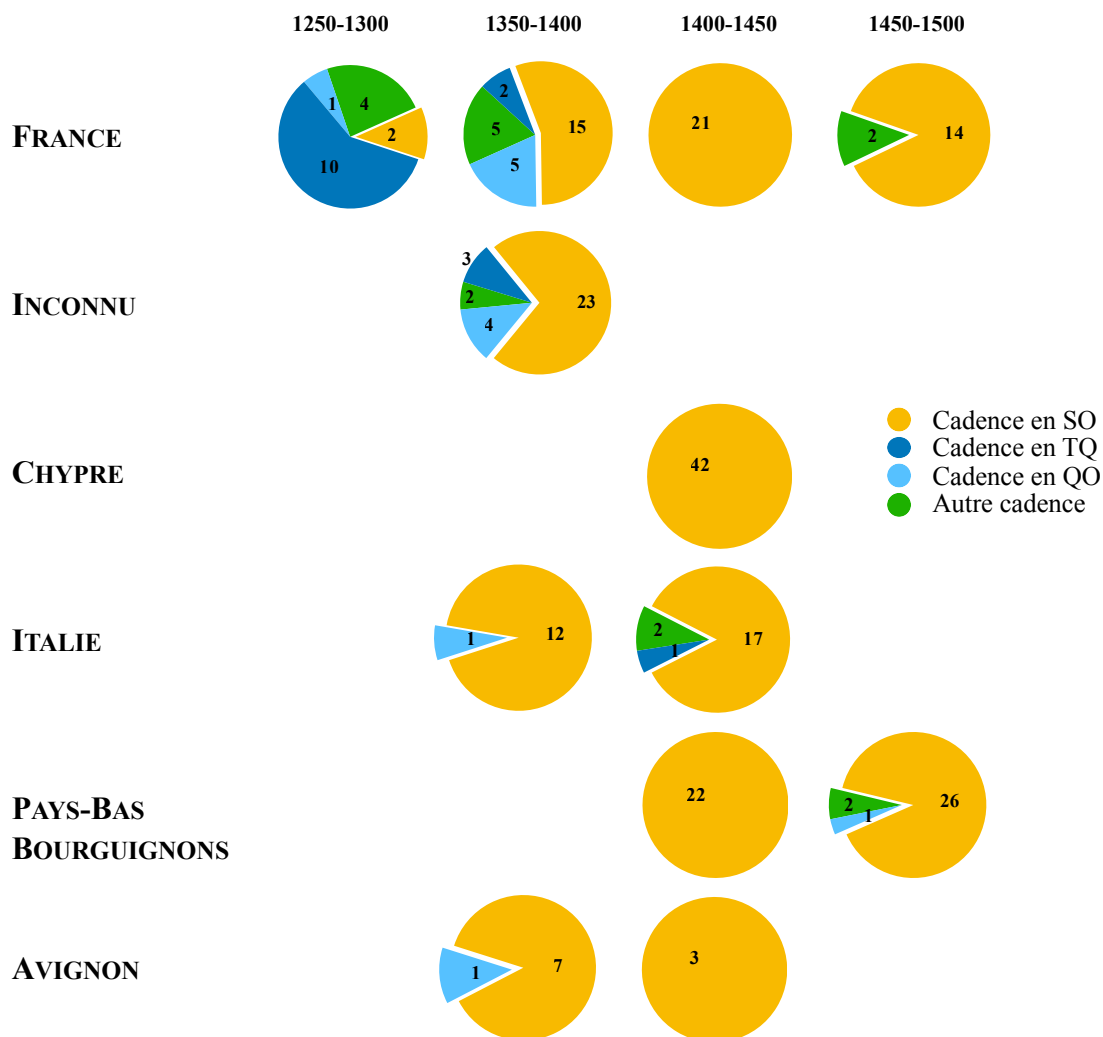 1250-1300 1350-1400 1400-1450 1450-1500
FRANCE
1 4 2 10
2 5 5 15
21
2 14
INCONNU
3 2 4 23
CHYPRE
42
Cadence en SO
Cadence en TQ
Cadence en QO
Autre cadence
ITALIE
1 12
2 1 17
PAYS-BAS
BOURGUIGNONS
22
2 1 26
AVIGNON
1 7
3